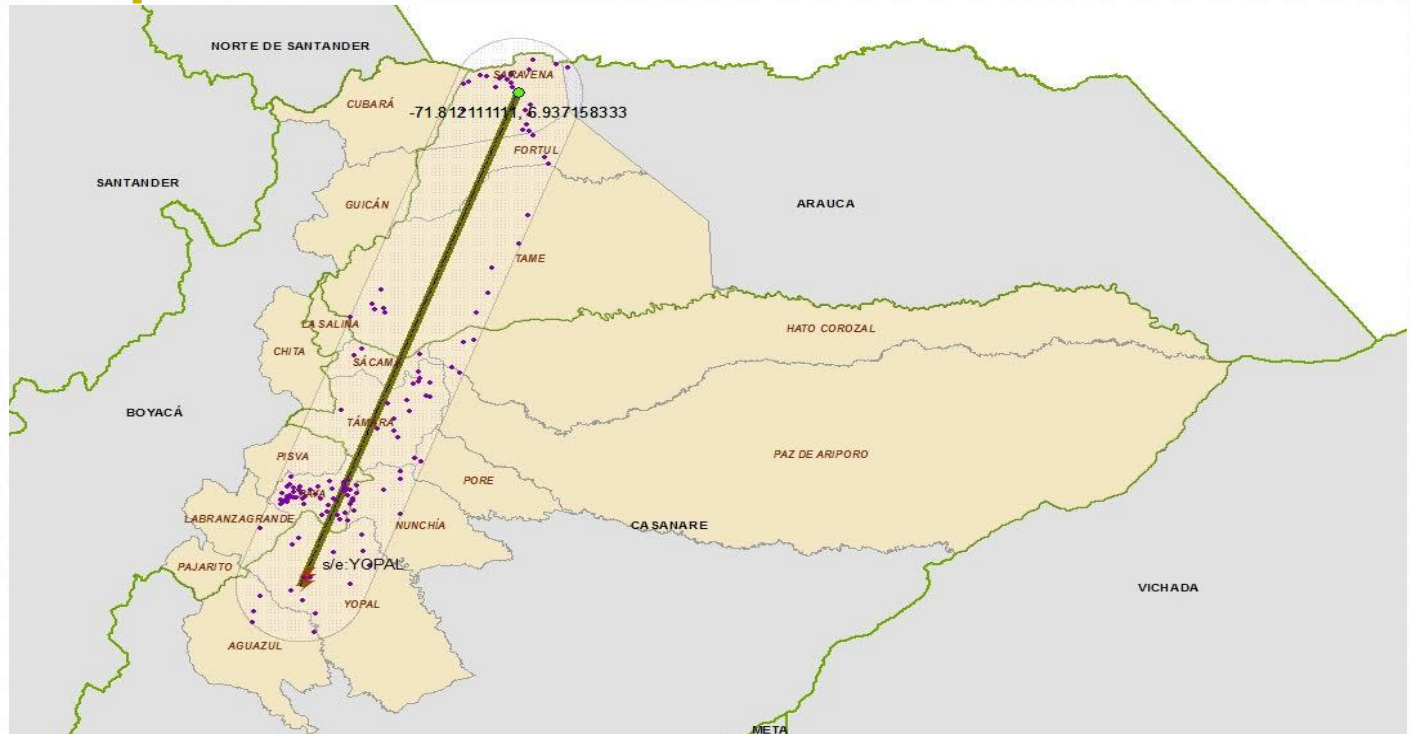 NORTE DE SANTANDER
SARAVENA
CUBARÁ
-71.812111111, 6.937158333
FORTUL
SANTANDER
GUICÁN
ARAUCA
TAME
LA SALINA
HATO COROZAL
CHITA
SÁCAMA
BOYACÁ
TÁMARA
PISVA
PAZ DE ARIPORO
PORE
PAYA
LABRANZAGRANDE
NUNCHÍA
CASANARE
PAJARITO
s/e:YOPAL
VICHADA
YOPAL
AGUAZUL
META